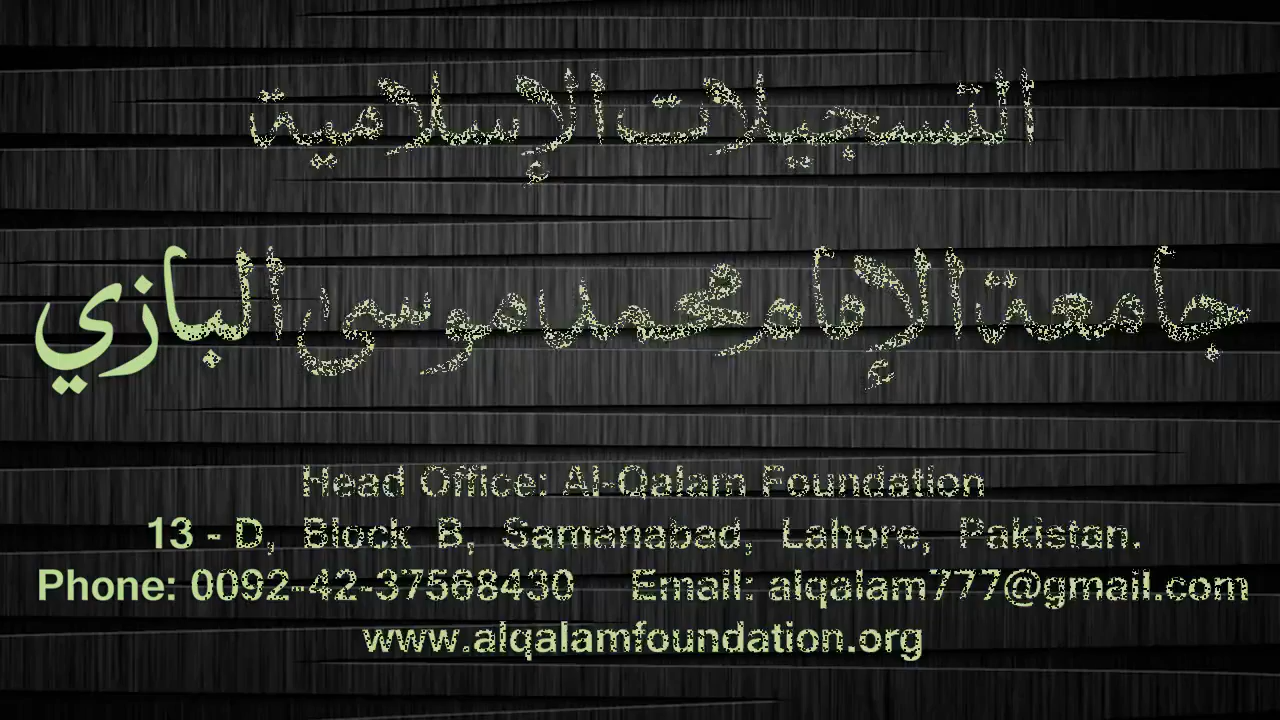 التسجيلات الإسلامية
جامعة الإمام محمد موسى البازي
Head Office: Al-Qalam Foundation
13 - D, Block B, Samanabad, Lahore, Pakistan.
Phone: 0092-42-37568430 Email: alqalam777@gmail.com
www.alqalamfoundation.org